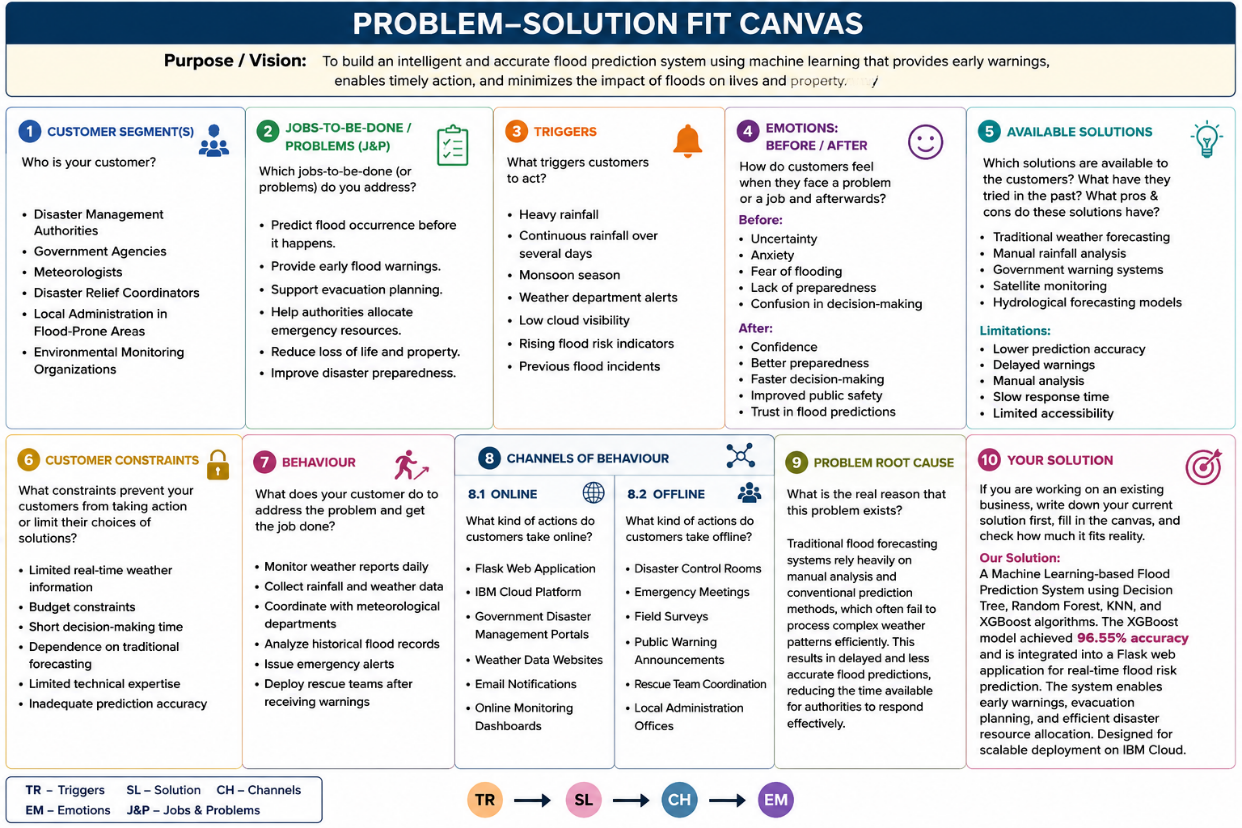 PROBLEM–SOLUTION FIT CANVAS
Purpose / Vision: To build an intelligent and accurate flood prediction system using machine learning that provides early warnings,
enables timely action, and minimizes the impact of floods on lives and property.
1 CUSTOMER SEGMENT(S)
Who is your customer?
• Disaster Management
Authorities
• Government Agencies
• Meteorologists
• Disaster Relief Coordinators
• Local Administration in
Flood-Prone Areas
• Environmental Monitoring
Organizations
2 JOBS-TO-BE-DONE /
PROBLEMS (J&P)
Which jobs-to-be-done (or
problems) do you address?
• Predict flood occurrence before
it happens.
• Provide early flood warnings.
• Support evacuation planning.
• Help authorities allocate
emergency resources.
• Reduce loss of life and property.
• Improve disaster preparedness.
3 TRIGGERS
What triggers customers
to act?
• Heavy rainfall
• Continuous rainfall over
several days
• Monsoon season
• Weather department alerts
• Low cloud visibility
• Rising flood risk indicators
• Previous flood incidents
4 EMOTIONS:
BEFORE / AFTER
How do customers feel
when they face a problem
or a job and afterwards?
Before:
• Uncertainty
• Anxiety
• Fear of flooding
• Lack of preparedness
• Confusion in decision-making
After:
• Confidence
• Better preparedness
• Faster decision-making
• Improved public safety
• Trust in flood predictions
5 AVAILABLE SOLUTIONS
Which solutions are available to
the customers? What have they
tried in the past? What pros &
cons do these solutions have?
• Traditional weather forecasting
• Manual rainfall analysis
• Government warning systems
• Satellite monitoring
• Hydrological forecasting models
Limitations:
• Lower prediction accuracy
• Delayed warnings
• Manual analysis
• Slow response time
• Limited accessibility
6 CUSTOMER CONSTRAINTS
What constraints prevent your
customers from taking action
or limit their choices of
solutions?
• Limited real-time weather
information
• Budget constraints
• Short decision-making time
• Dependence on traditional
forecasting
• Limited technical expertise
• Inadequate prediction accuracy
7 BEHAVIOUR
What does your customer do to
address the problem and get
the job done?
• Monitor weather reports daily
• Collect rainfall and weather data
• Coordinate with meteorological
departments
• Analyze historical flood records
• Issue emergency alerts
• Deploy rescue teams after
receiving warnings
8 CHANNELS OF BEHAVIOUR
8.1 ONLINE
What kind of actions do
customers take online?
• Flask Web Application
• IBM Cloud Platform
• Government Disaster
Management Portals
• Weather Data Websites
• Email Notifications
• Online Monitoring
Dashboards
8.2 OFFLINE
What kind of actions do
customers take offline?
• Disaster Control Rooms
• Emergency Meetings
• Field Surveys
• Public Warning
Announcements
• Rescue Team Coordination
• Local Administration
Offices
9 PROBLEM ROOT CAUSE
What is the real reason that
this problem exists?
Traditional flood forecasting
systems rely heavily on
manual analysis and
conventional prediction
methods, which often fail to
process complex weather
patterns efficiently. This
results in delayed and less
accurate flood predictions,
reducing the time available
for authorities to respond
effectively.
10 YOUR SOLUTION
If you are working on an existing
business, write down your current
solution first, fill in the canvas, and
check how much it fits reality.
Our Solution:
A Machine Learning-based Flood
Prediction System using Decision
Tree, Random Forest, KNN, and
XGBoost algorithms. The XGBoost
model achieved 96.55% accuracy
and is integrated into a Flask web
application for real-time flood risk
prediction. The system enables
early warnings, evacuation
planning, and efficient disaster
resource allocation. Designed for
scalable deployment on IBM Cloud.
TR – Triggers SL – Solution CH – Channels
EM – Emotions J&P – Jobs & Problems
TR SL CH EM